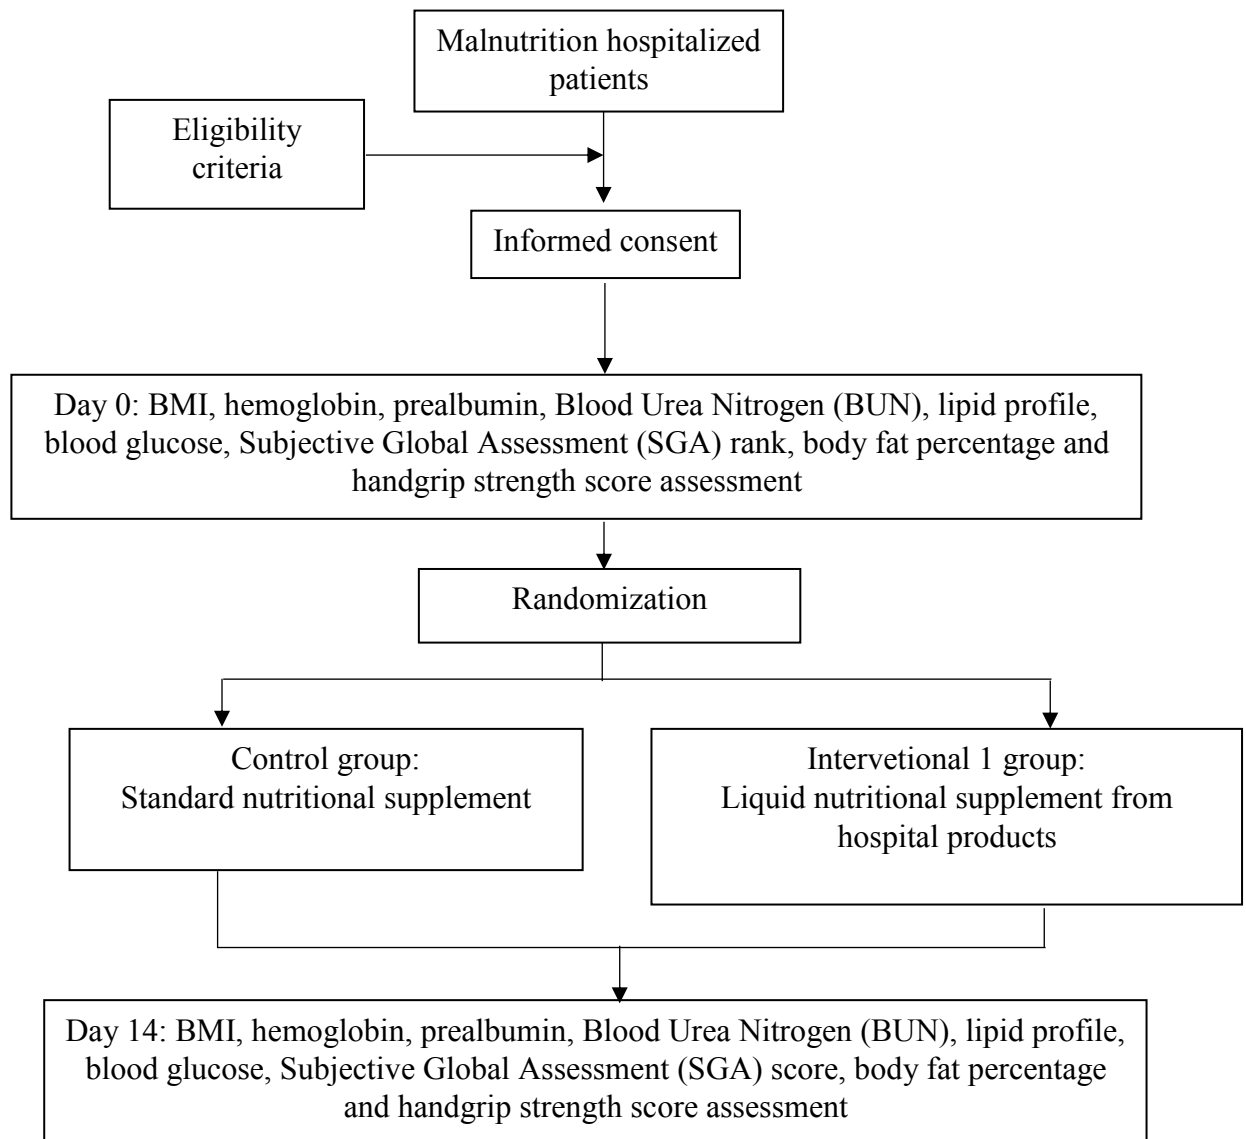 Malnutrition hospitalized
patients
Eligibility
criteria
Informed consent
Day 0: BMI, hemoglobin, prealbumin, Blood Urea Nitrogen (BUN), lipid profile,
blood glucose, Subjective Global Assessment (SGA) rank, body fat percentage and
handgrip strength score assessment
Randomization
Control group:
Standard nutritional supplement
Intervetional 1 group:
Liquid nutritional supplement from
hospital products
Day 14: BMI, hemoglobin, prealbumin, Blood Urea Nitrogen (BUN), lipid profile,
blood glucose, Subjective Global Assessment (SGA) score, body fat percentage
and handgrip strength score assessment